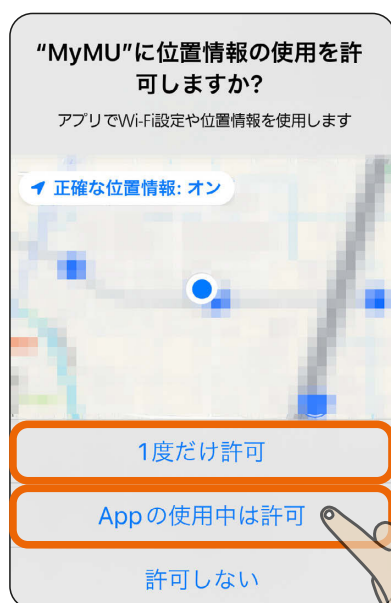 “MyMU”に位置情報の使用を許
可しますか?
アプリでWi-Fi設定や位置情報を使用します
正確な位置情報: オン
1度だけ許可
Appの使用中は許可
許可しない